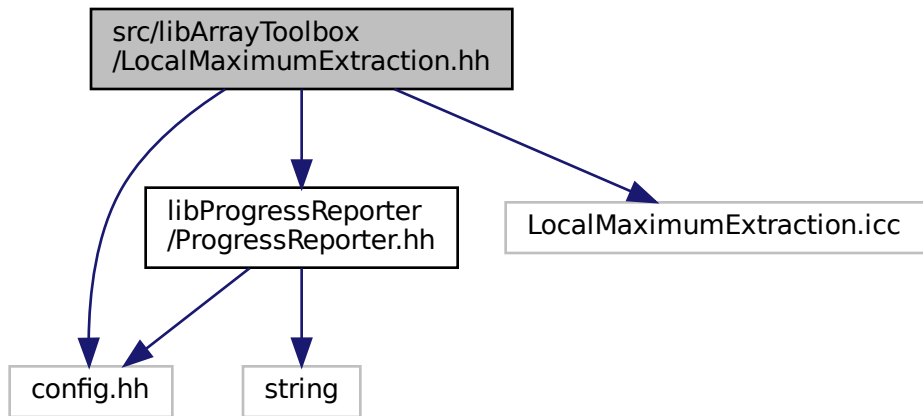 src/libArrayToolbox
/LocalMaximumExtraction.hh
libProgressReporter
/ProgressReporter.hh
LocalMaximumExtraction.icc
config.hh
string